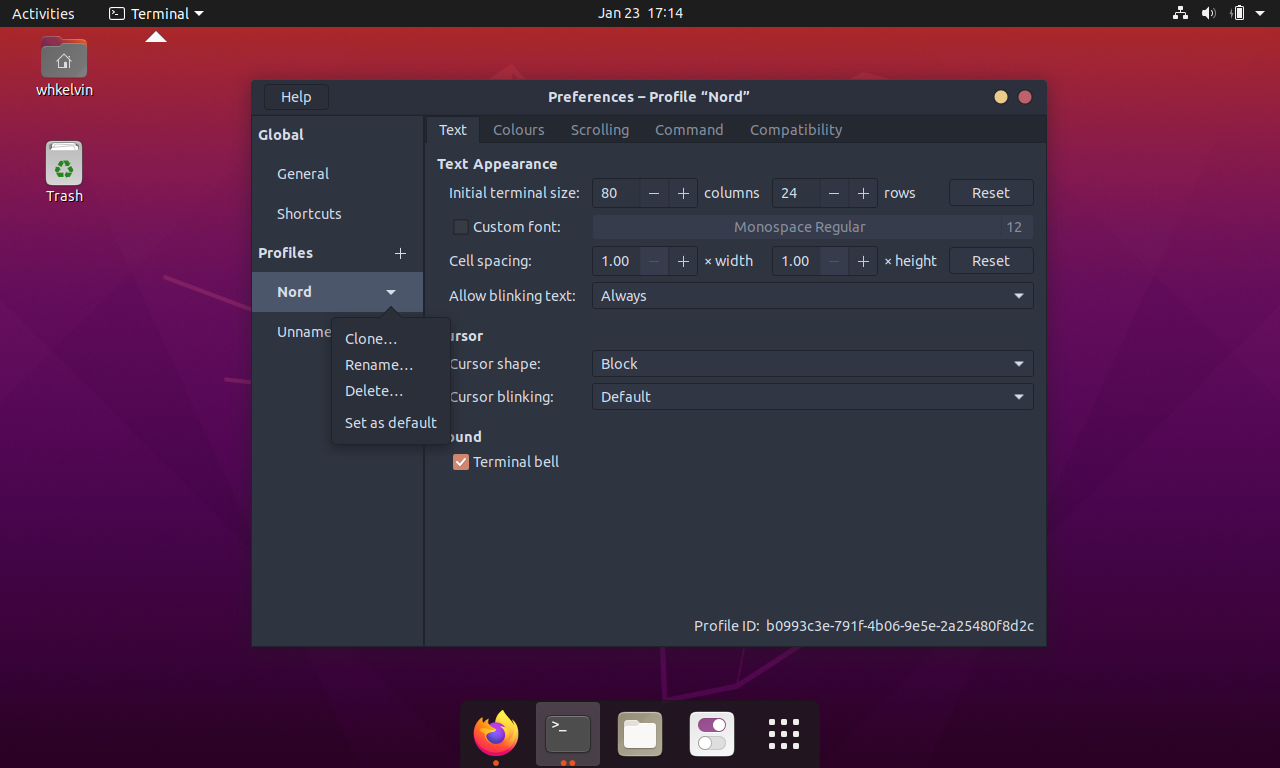 Activities Terminal Jan 23 17:14
whkelvin
Trash
Help Preferences – Profile “Nord”
Global
General
Shortcuts
Profiles
Nord
Unname
Clone…
Rename…
Delete…
Set as default
Text Colours Scrolling Command Compatibility
Text Appearance
Initial terminal size: 80 columns 24 rows Reset
Custom font: Monospace Regular 12
Cell spacing: 1.00 × width 1.00 × height Reset
Allow blinking text: Always
ursor
Cursor shape: Block
Cursor blinking: Default
ound
Terminal bell
Profile ID: b0993c3e-791f-4b06-9e5e-2a25480f8d2c
>_